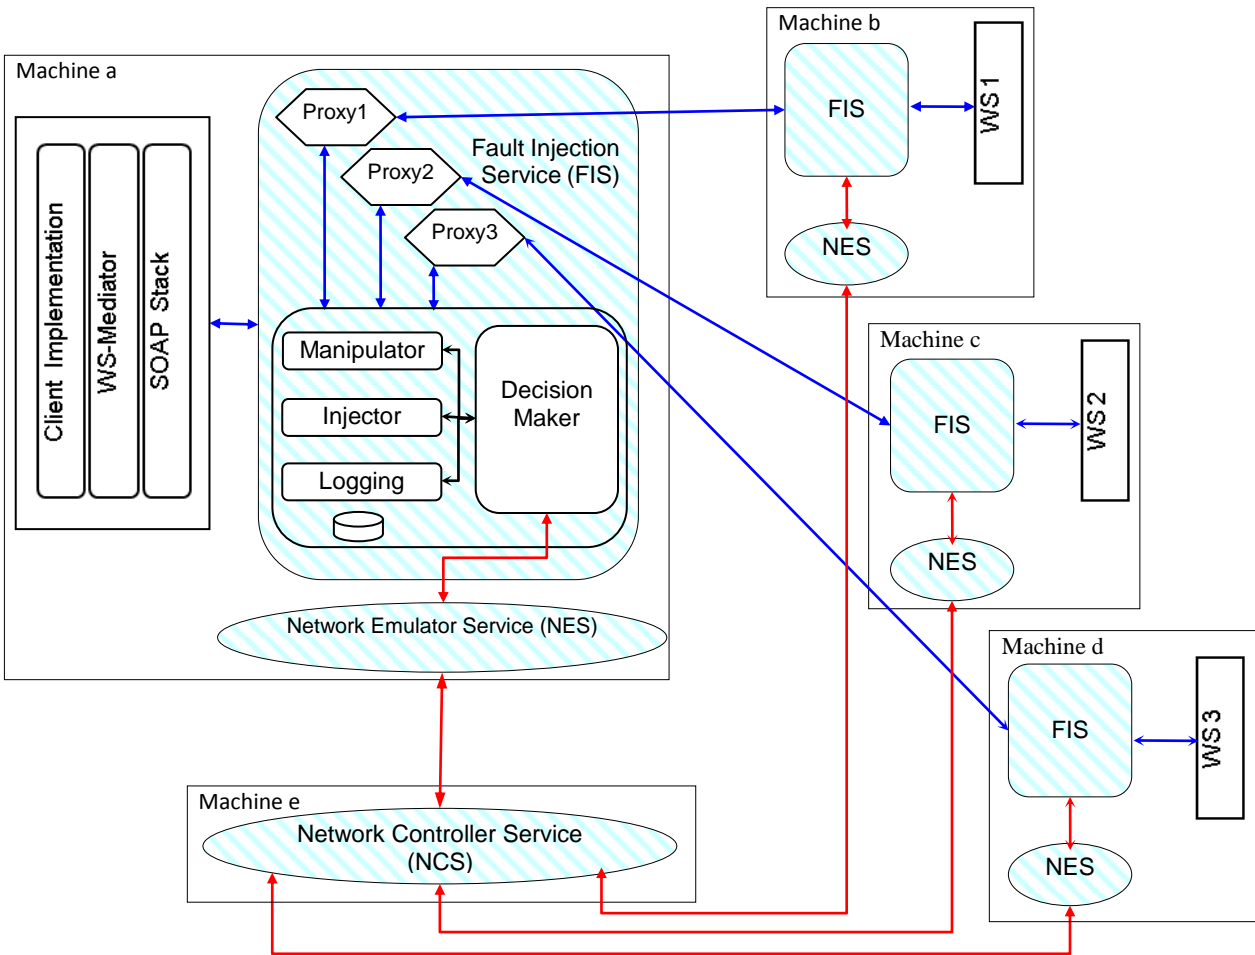 Machine a
Client Implementation
WS-Mediator
SOAP Stack
Proxy1
Proxy2
Proxy3
Fault Injection
Service (FIS)
Manipulator
Injector
Logging
Decision
Maker
Network Emulator Service (NES)
Machine b
FIS
WS1
NES
Machine c
FIS
WS2
NES
Machine d
FIS
WS3
NES
Machine e
Network Controller Service
(NCS)